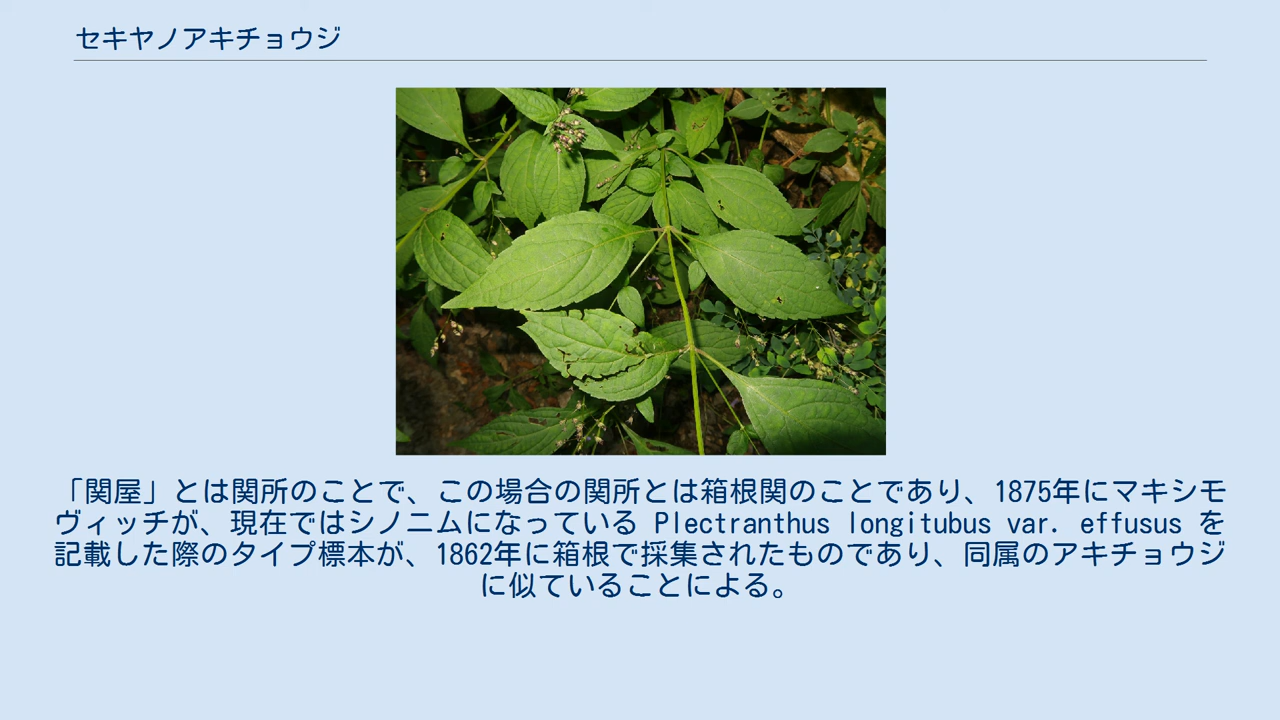 セキヤノアキチョウジ
「関屋」とは関所のことで、この場合の関所とは箱根関のことであり、1875年にマキシモ
ヴィッチが、現在ではシノニムになっている Plectranthus longitubus var. effusus を
記載した際のタイプ標本が、1862年に箱根で採集されたものであり、同属のアキチョウジ
に似ていることによる。